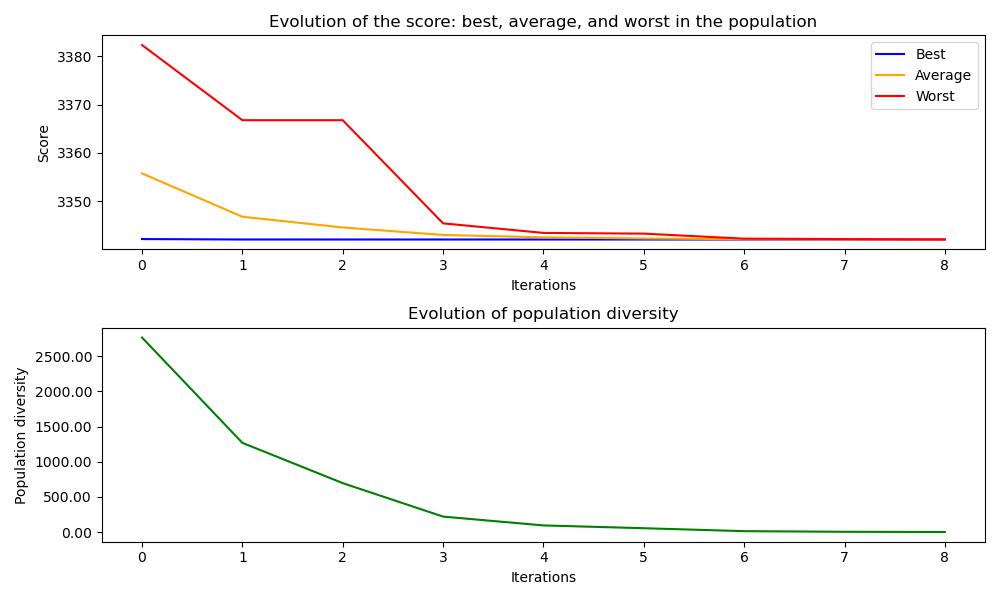 Evolution of the score: best, average, and worst in the population
3380
3370
3360
3350
Score
Best
Average
Worst
0 1 2 3 4 5 6 7 8
Iterations
Evolution of population diversity
2500.00
2000.00
1500.00
1000.00
500.00
0.00
Population diversity
0 1 2 3 4 5 6 7 8
Iterations